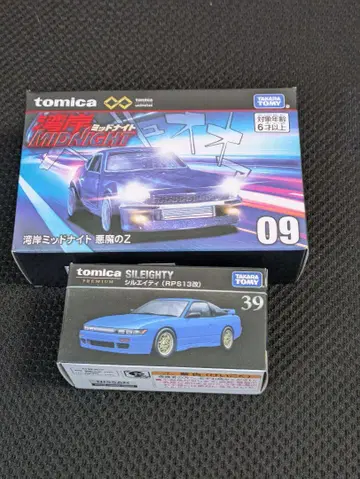 tomica
tomica
unlimited
TAKARA
TOMY
対象年齢
6才以上
湾岸
ミッドナイト
MIDNIGHT
湾岸ミッドナイト 悪魔のZ
09
tomica
PREMIUM
SILEIGHTY
シルエイティ(RPS13改)
TAKARA
TOMY
39